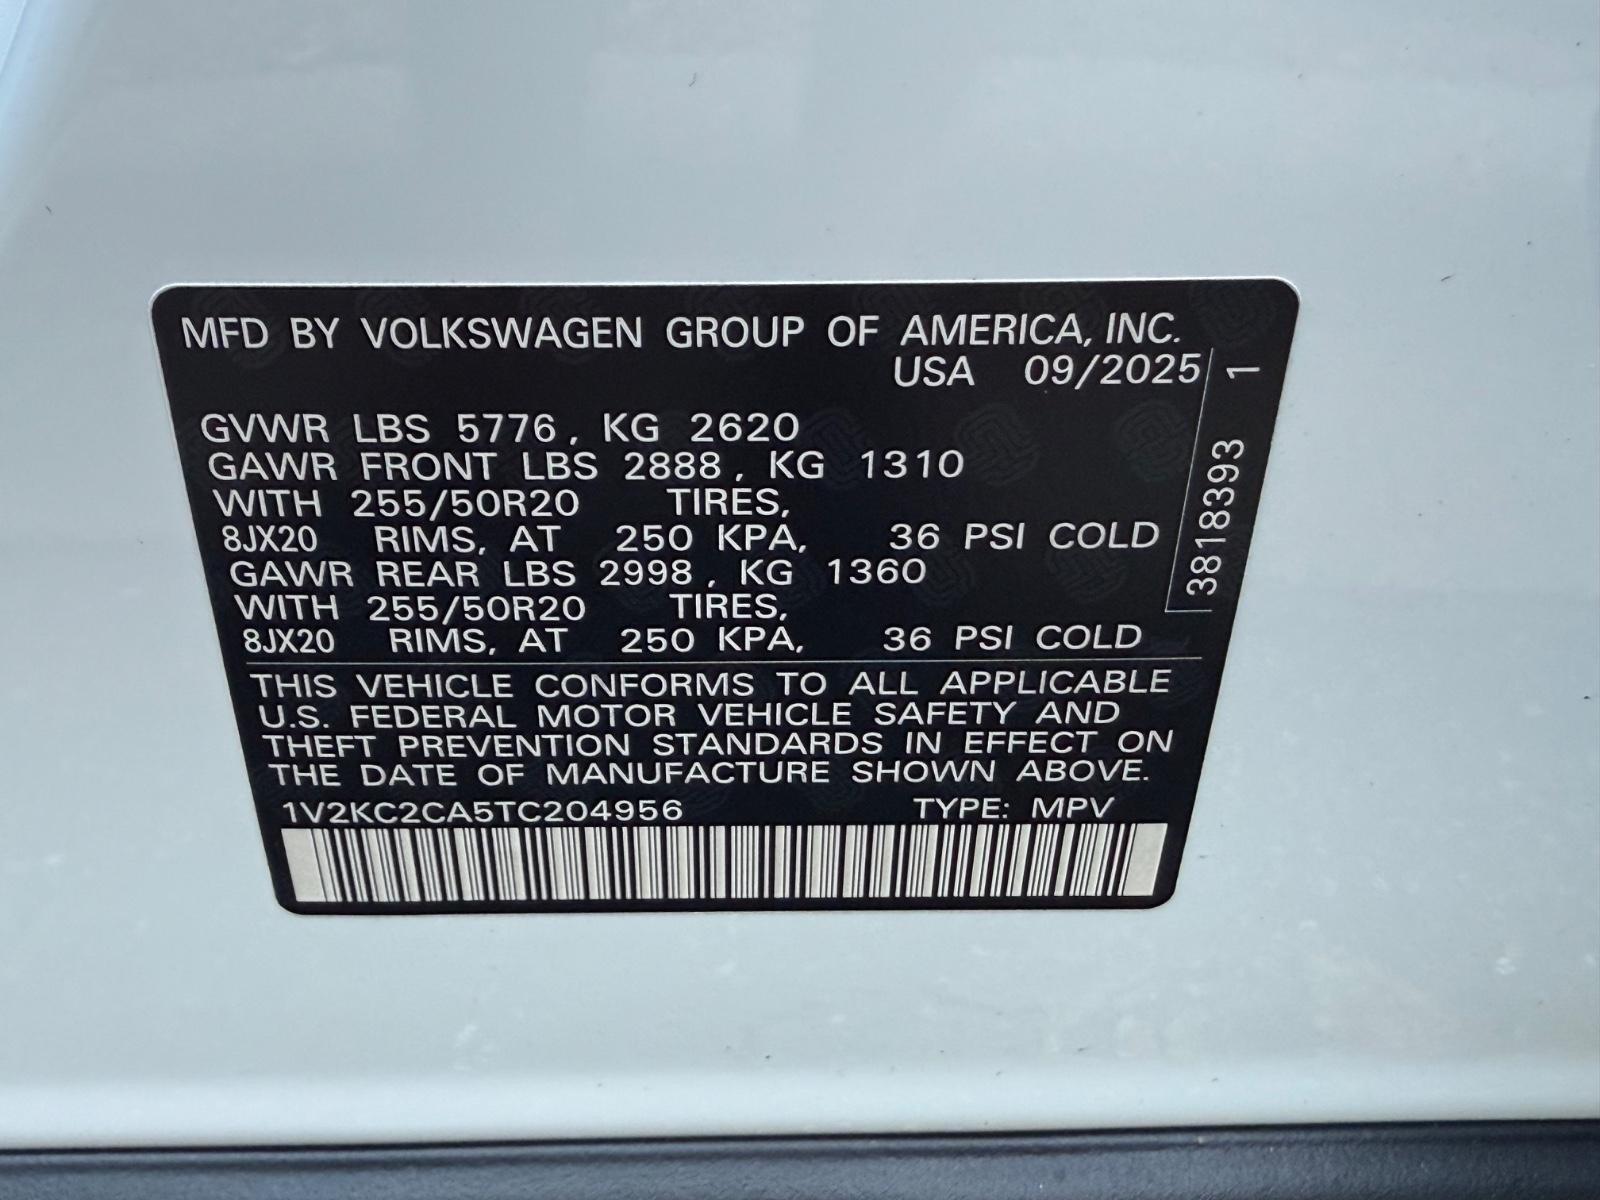 MFD BY VOLKSWAGEN GROUP OF AMERICA, INC.
USA 09/2025
GVWR LBS 5776, KG 2620
GAWR FRONT LBS 2888, KG 1310
WITH 255/50R20 TIRES,
8JX20 RIMS, AT 250 KPA, 36 PSI COLD
GAWR REAR LBS 2998, KG 1360
WITH 255/50R20 TIRES,
8JX20 RIMS, AT 250 KPA, 36 PSI COLD
THIS VEHICLE CONFORMS TO ALL APPLICABLE
U.S. FEDERAL MOTOR VEHICLE SAFETY AND
THEFT PREVENTION STANDARDS IN EFFECT ON
THE DATE OF MANUFACTURE SHOWN ABOVE.
1V2KC2CA5TC204956 TYPE: MPV
3818393 1